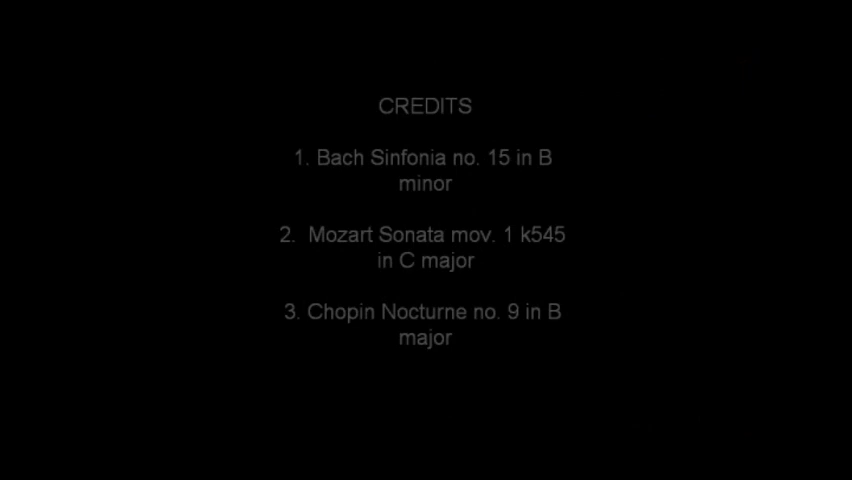 CREDITS
1. Bach Sinfonia no. 15 in B
minor
2.  Mozart Sonata mov. 1 k545
in C major
3. Chopin Nocturne no. 9 in B
major